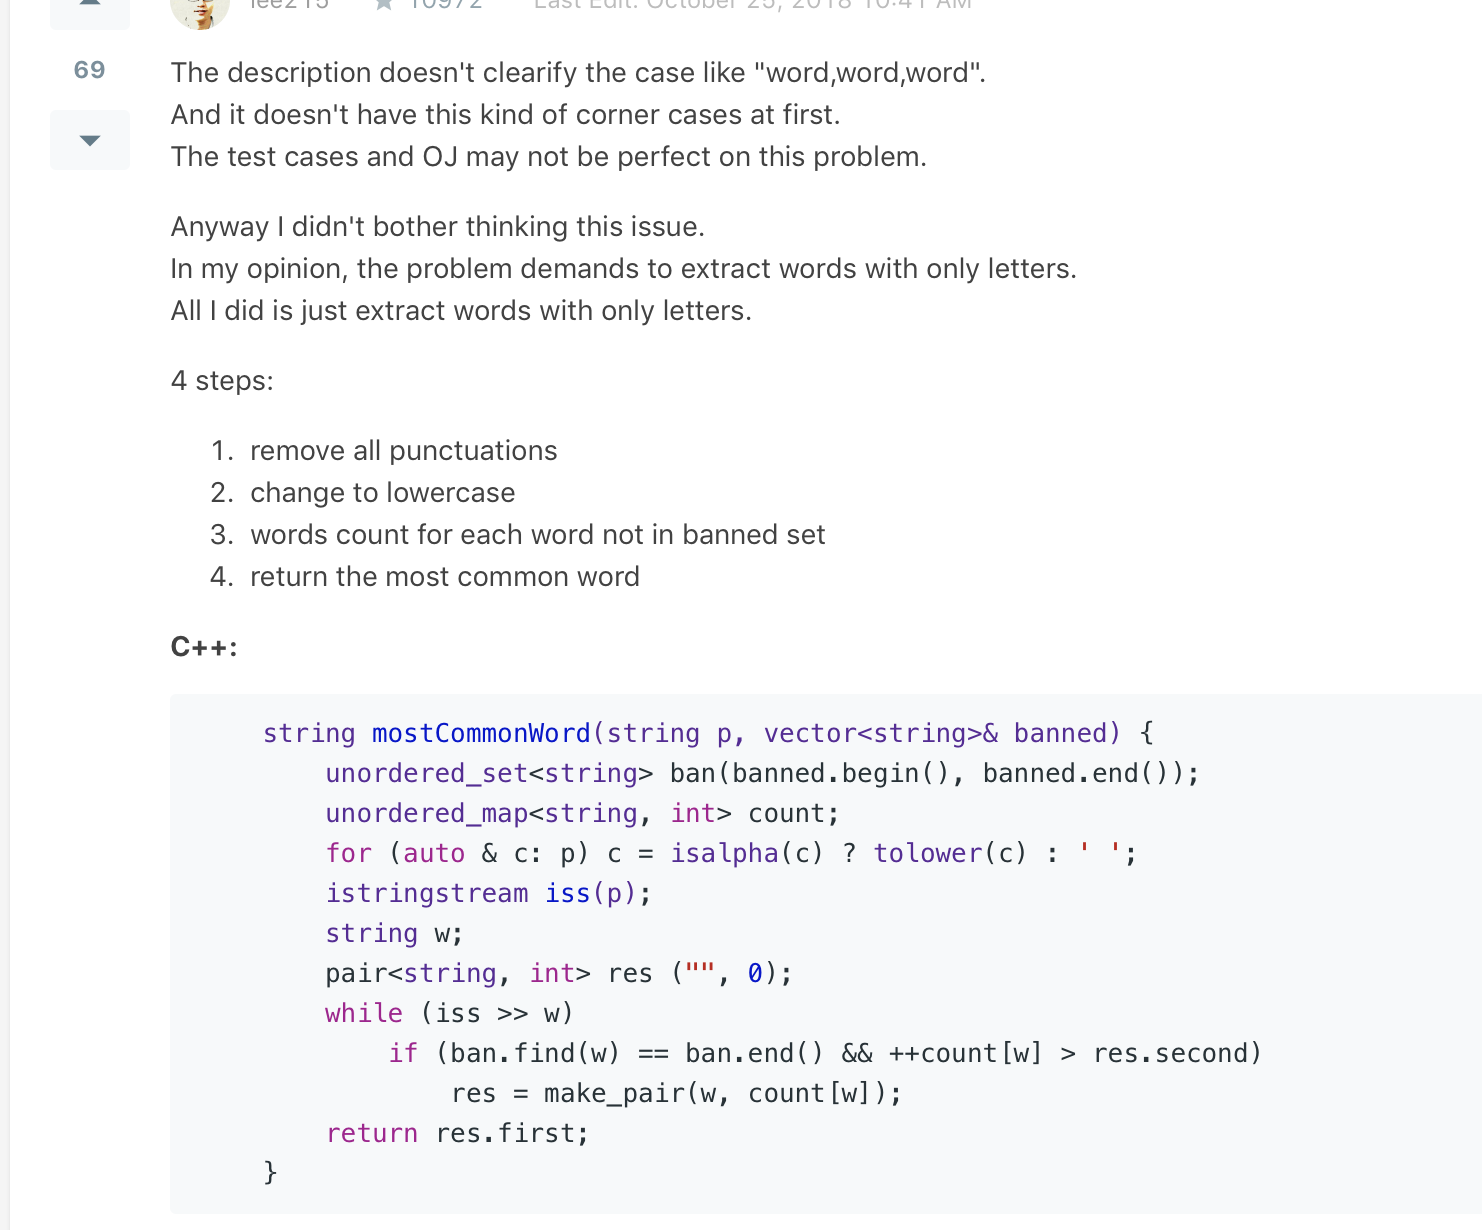 lee215 10972 Last Edit: October 25, 2018 10:41 AM
69
The description doesn't clearify the case like "word,word,word".
And it doesn't have this kind of corner cases at first.
The test cases and OJ may not be perfect on this problem.
Anyway I didn't bother thinking this issue.
In my opinion, the problem demands to extract words with only letters.
All I did is just extract words with only letters.
4 steps:
1. remove all punctuations
2. change to lowercase
3. words count for each word not in banned set
4. return the most common word
C++:
string mostCommonWord(string p, vector<string>& banned) {
unordered_set<string> ban(banned.begin(), banned.end());
unordered_map<string, int> count;
for (auto & c: p) c = isalpha(c) ? tolower(c) : ' ';
istringstream iss(p);
string w;
pair<string, int> res ("", 0);
while (iss >> w)
if (ban.find(w) == ban.end() && ++count[w] > res.second)
res = make_pair(w, count[w]);
return res.first;
}